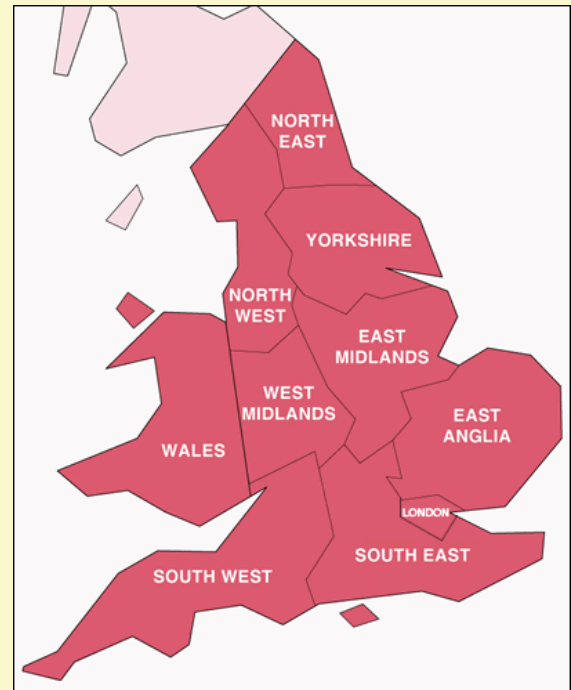 NORTH
EAST
YORKSHIRE
NORTH
WEST
EAST
MIDLANDS
WEST
MIDLANDS
EAST
ANGLIA
WALES
LONDON
SOUTH EAST
SOUTH WEST